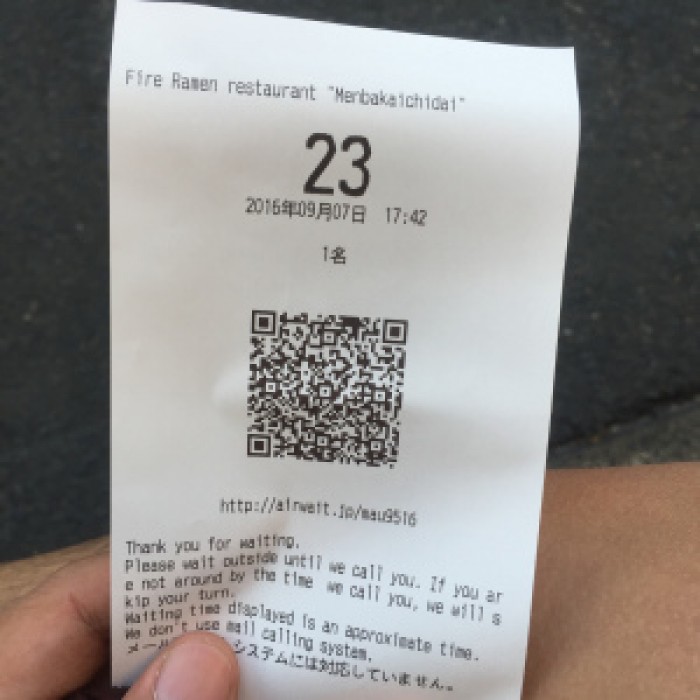 Fire Ramen restaurant "Menbakaichidai"
23
2016年09月07日 17:42
1名
http://airwait.jp/mau9516
Thank you for waiting.
Please wait outside until we call you. If you ar
e not around by the time we call you, we will s
kip your turn.
Waiting time displayed is an approximate time.
We don't use mail calling system.
メール システムには対応していません。